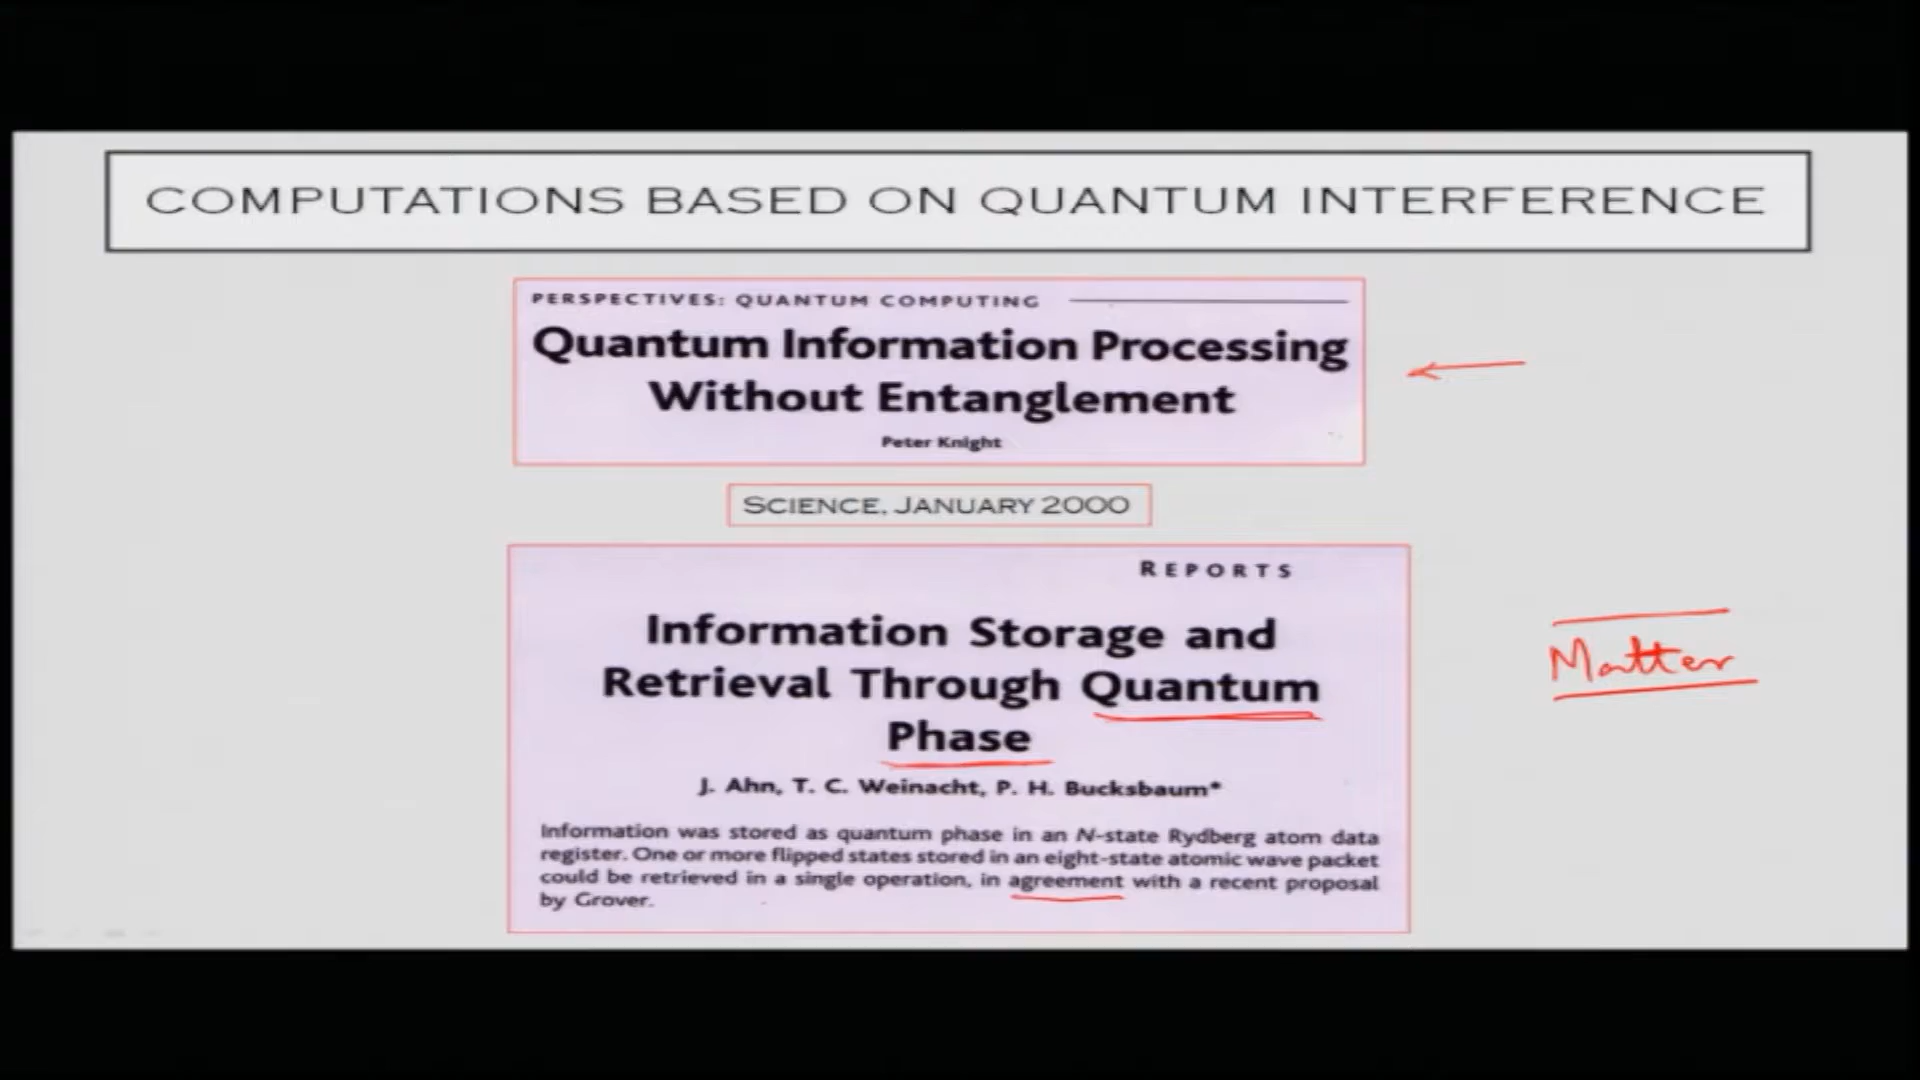 COMPUTATIONS BASED ON QUANTUM INTERFERENCE
PERSPECTIVES: QUANTUM COMPUTING
Quantum Information Processing
Without Entanglement
Peter Knight
SCIENCE, JANUARY 2000
REPORTS
Information Storage and
Retrieval Through Quantum
Phase
J. Ahn, T. C. Weinacht, P. H. Bucksbaum*
Information was stored as quantum phase in an N-state Rydberg atom data
register. One or more flipped states stored in an eight-state atomic wave packet
could be retrieved in a single operation, in agreement with a recent proposal
by Grover.
Matter